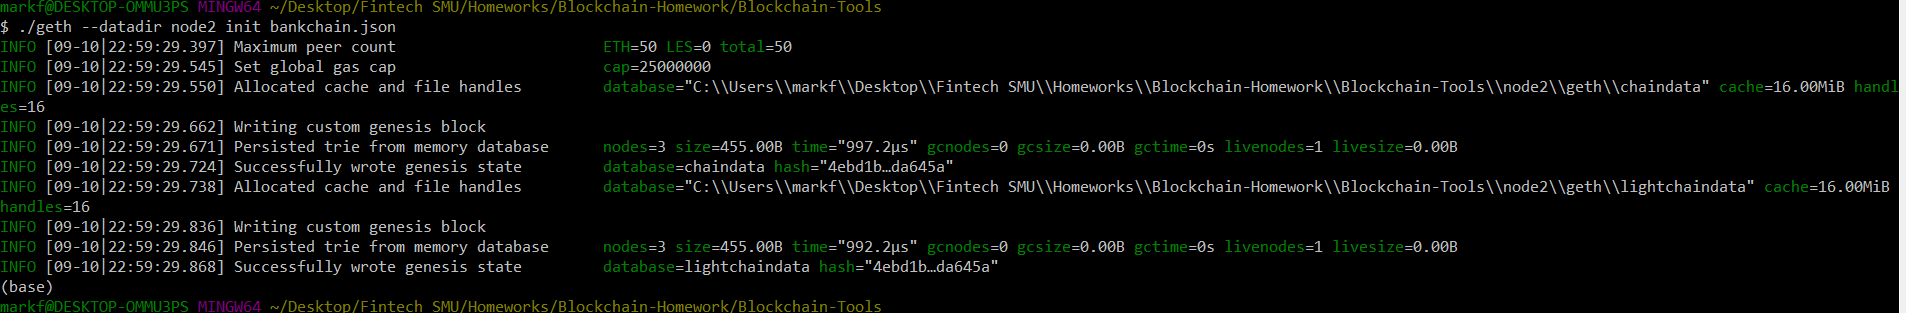 markf@DESKTOP-OMMU3PS MINGW64 ~/Desktop/Fintech SMU/Homeworks/Blockchain-Homework/Blockchain-Tools
$ ./geth --datadir node2 init bankchain.json
INFO [09-10|22:59:29.397] Maximum peer count                       ETH=50 LES=0 total=50
INFO [09-10|22:59:29.545] Set global gas cap                       cap=25000000
INFO [09-10|22:59:29.550] Allocated cache and file handles         database="C:\\Users\\markf\\Desktop\\Fintech SMU\\Homeworks\\Blockchain-Homework\\Blockchain-Tools\\node2\\geth\\chaindata" cache=16.00MiB handl
es=16
INFO [09-10|22:59:29.662] Writing custom genesis block
INFO [09-10|22:59:29.671] Persisted trie from memory database      nodes=3 size=455.00B time="997.2µs" gcnodes=0 gcsize=0.00B gctime=0s livenodes=1 livesize=0.00B
INFO [09-10|22:59:29.724] Successfully wrote genesis state         database=chaindata hash="4ebd1b…da645a"
INFO [09-10|22:59:29.738] Allocated cache and file handles         database="C:\\Users\\markf\\Desktop\\Fintech SMU\\Homeworks\\Blockchain-Homework\\Blockchain-Tools\\node2\\geth\\lightchaindata" cache=16.00MiB
handles=16
INFO [09-10|22:59:29.836] Writing custom genesis block
INFO [09-10|22:59:29.846] Persisted trie from memory database      nodes=3 size=455.00B time="992.2µs" gcnodes=0 gcsize=0.00B gctime=0s livenodes=1 livesize=0.00B
INFO [09-10|22:59:29.868] Successfully wrote genesis state         database=lightchaindata hash="4ebd1b…da645a"
(base)
markf@DESKTOP-OMMU3PS MINGW64 ~/Desktop/Fintech SMU/Homeworks/Blockchain-Homework/Blockchain-Tools